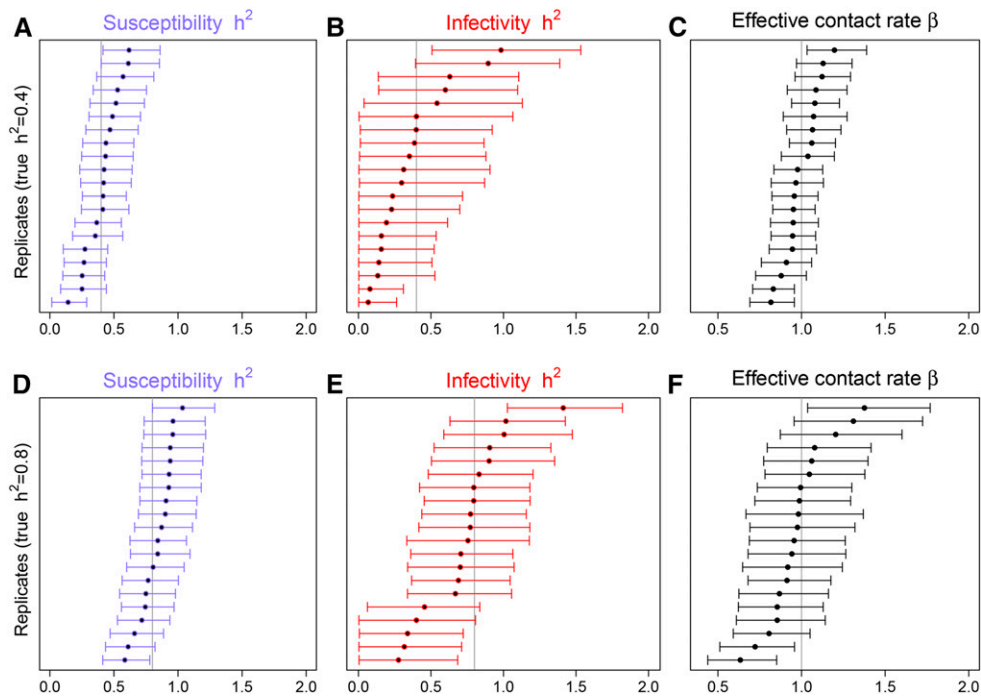 A Susceptibility h²
B Infectivity h²
C Effective contact rate β
Replicates (true h²=0.4)
0.0 0.5 1.0 1.5 2.0
0.0 0.5 1.0 1.5 2.0
0.5 1.0 1.5 2.0
D Susceptibility h²
E Infectivity h²
F Effective contact rate β
Replicates (true h²=0.8)
0.0 0.5 1.0 1.5 2.0
0.0 0.5 1.0 1.5 2.0
0.5 1.0 1.5 2.0